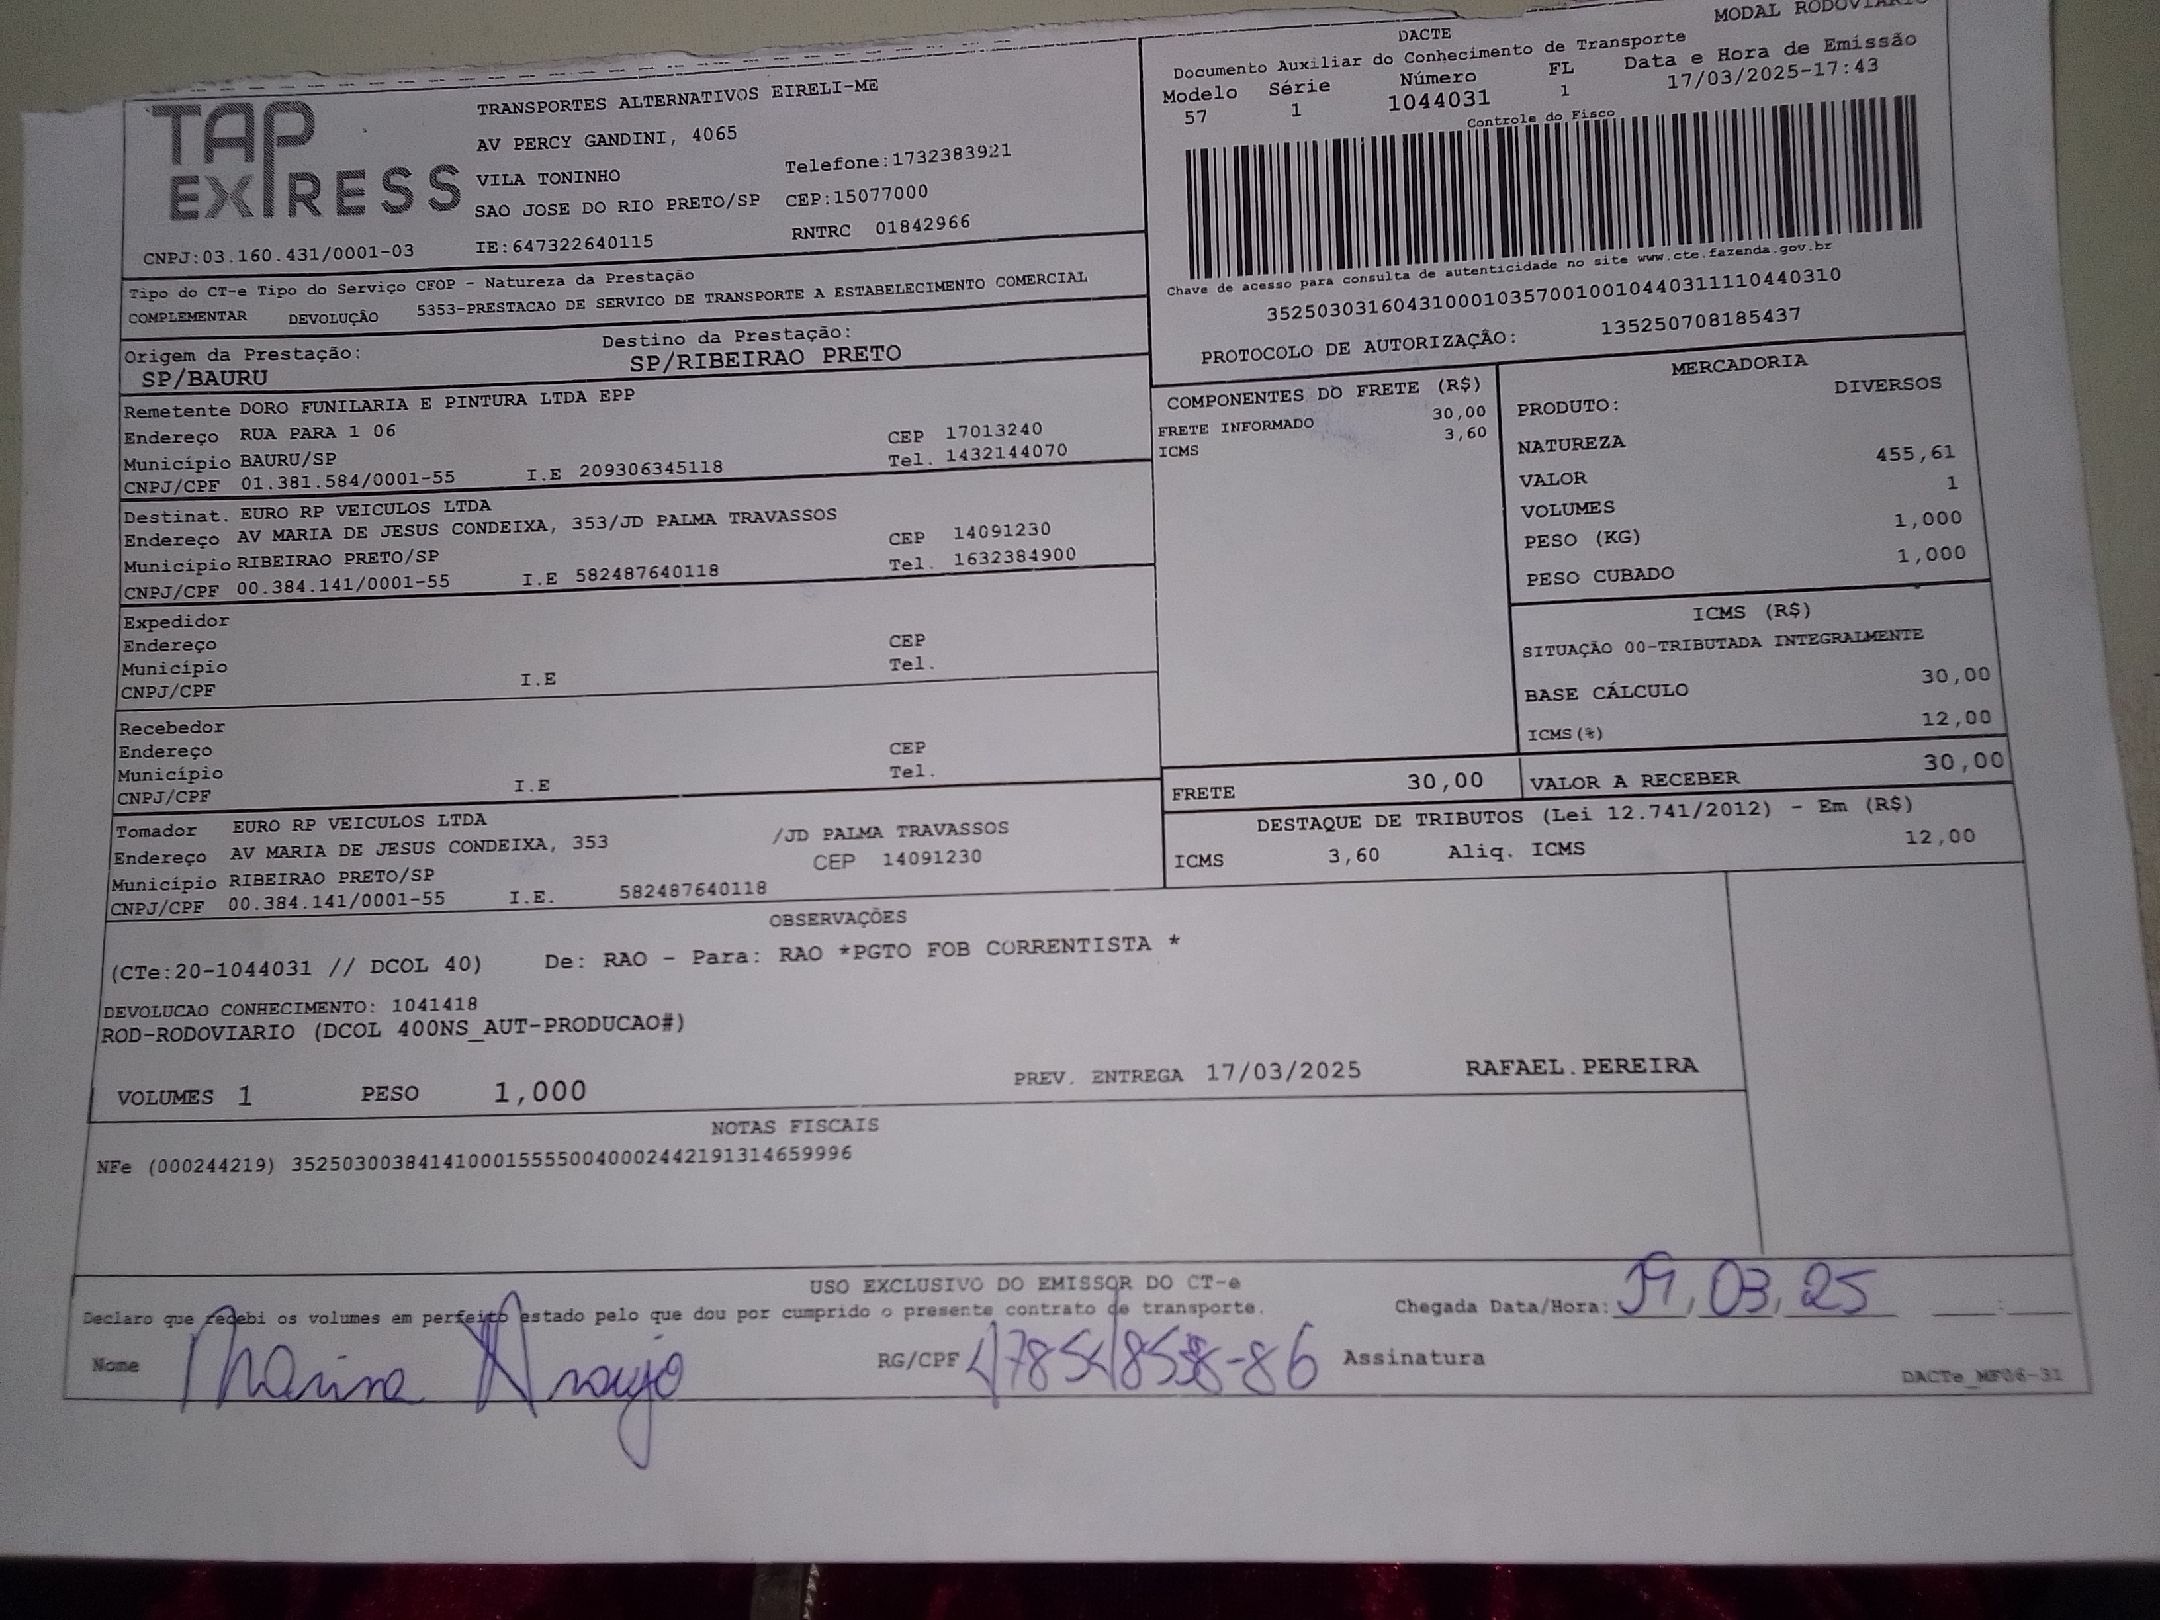 TAP EXPRESS
TRANSPORTES ALTERNATIVOS EIRELI-ME
AV PERCY GANDINI, 4065
VILA TONINHO Telefone:1732383921
SAO JOSE DO RIO PRETO/SP CEP:15077000
CNPJ:03.160.431/0001-03 IE:647322640115 RNTRC 01842966
MODAL RODOVIARIO
DACTE
Documento Auxiliar do Conhecimento de Transporte
Modelo Série Número FL Data e Hora de Emissão
57 1 1044031 1 17/03/2025-17:43
Controle do Fisco
Chave de acesso para consulta de autenticidade no site www.cte.fazenda.gov.br
35250303160431000103570010010440311110440310
PROTOCOLO DE AUTORIZAÇÂO: 135250708185437
Tipo do CT-e Tipo do Serviço CFOP - Natureza da Prestação
COMPLEMENTAR DEVOLUÇÂO 5353-PRESTACAO DE SERVICO DE TRANSPORTE A ESTABELECIMENTO COMERCIAL
Origem da Prestação: Destino da Prestação:
SP/BAURU SP/RIBEIRAO PRETO
Remetente DORO FUNILARIA E PINTURA LTDA EPP
Endereço RUA PARA 1 06 CEP 17013240
Município BAURU/SP Tel. 1432144070
CNPJ/CPF 01.381.584/0001-55 I.E 209306345118
Destinat. EURO RP VEICULOS LTDA
Endereço AV MARIA DE JESUS CONDEIXA, 353/JD PALMA TRAVASSOS CEP 14091230
Município RIBEIRAO PRETO/SP Tel. 1632384900
CNPJ/CPF 00.384.141/0001-55 I.E 582487640118
Expedidor
Endereço CEP
Município Tel.
CNPJ/CPF I.E
Recebedor
Endereço CEP
Município Tel.
CNPJ/CPF I.E
Tomador EURO RP VEICULOS LTDA
Endereço AV MARIA DE JESUS CONDEIXA, 353 /JD PALMA TRAVASSOS
Município RIBEIRAO PRETO/SP CEP 14091230
CNPJ/CPF 00.384.141/0001-55 I.E. 582487640118
COMPONENTES DO FRETE (R$)
FRETE INFORMADO 30,00
ICMS 3,60
MERCADORIA
PRODUTO: DIVERSOS
NATUREZA
VALOR 455,61
VOLUMES 1
PESO (KG) 1,000
PESO CUBADO 1,000
ICMS (R$)
SITUAÇÃO 00-TRIBUTADA INTEGRALMENTE
BASE CÁLCULO 30,00
ICMS(%) 12,00
FRETE 30,00 VALOR A RECEBER 30,00
DESTAQUE DE TRIBUTOS (Lei 12.741/2012) - Em (R$)
ICMS 3,60 Aliq. ICMS 12,00
OBSERVAÇÕES
(CTe:20-1044031 // DCOL 40) De: RAO - Para: RAO *PGTO FOB CORRENTISTA *
DEVOLUCAO CONHECIMENTO: 1041418
ROD-RODOVIARIO (DCOL 400NS_AUT-PRODUCAO#)
VOLUMES 1 PESO 1,000 PREV. ENTREGA 17/03/2025 RAFAEL.PEREIRA
NOTAS FISCAIS
NFe (000244219) 35250300384141000155550040002442191314659996
USO EXCLUSIVO DO EMISSOR DO CT-e
Declaro que recebi os volumes em perfeito estado pelo que dou por cumprido o presente contrato de transporte. Chegada Data/Hora: 19,03,25
Nome Marina Araujo RG/CPF Assinatura
DACTe_MF06-31